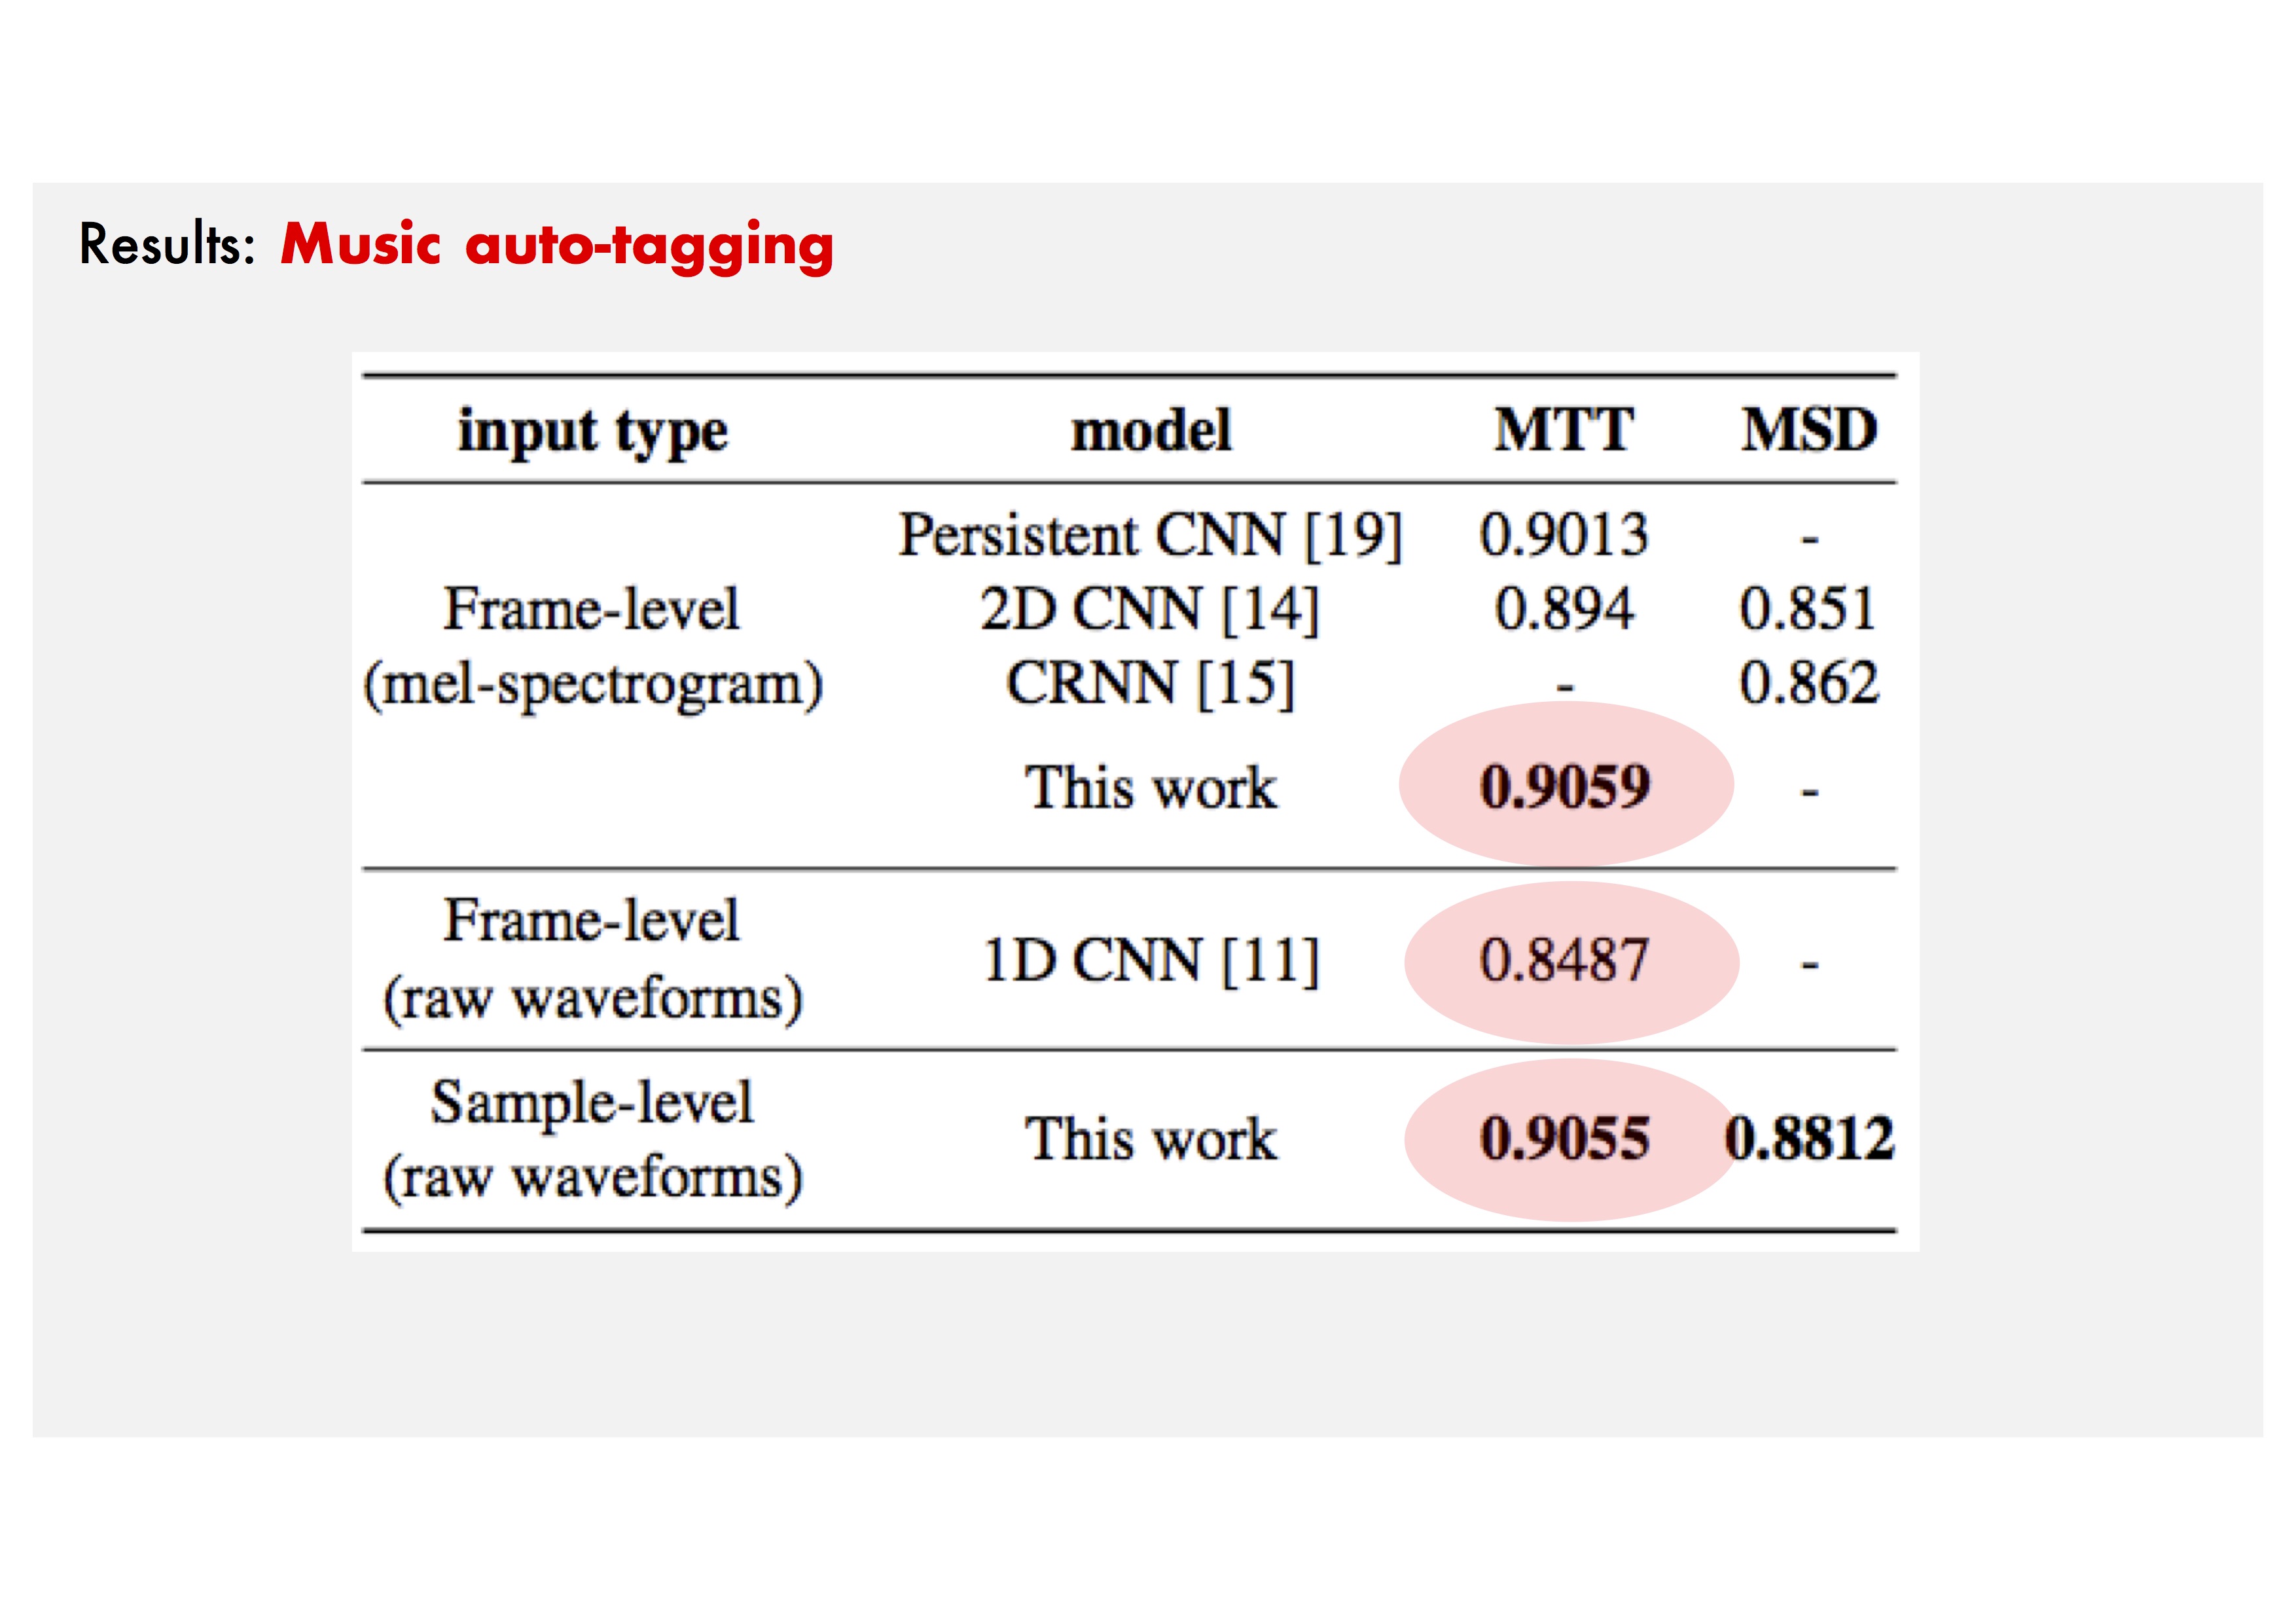 Results: Music auto-tagging
input type model MTT MSD
Persistent CNN [19] 0.9013 -
Frame-level 2D CNN [14] 0.894 0.851
(mel-spectrogram) CRNN [15] - 0.862
This work 0.9059 -
Frame-level
1D CNN [11] 0.8487 -
(raw waveforms)
Sample-level
This work 0.9055 0.8812
(raw waveforms)